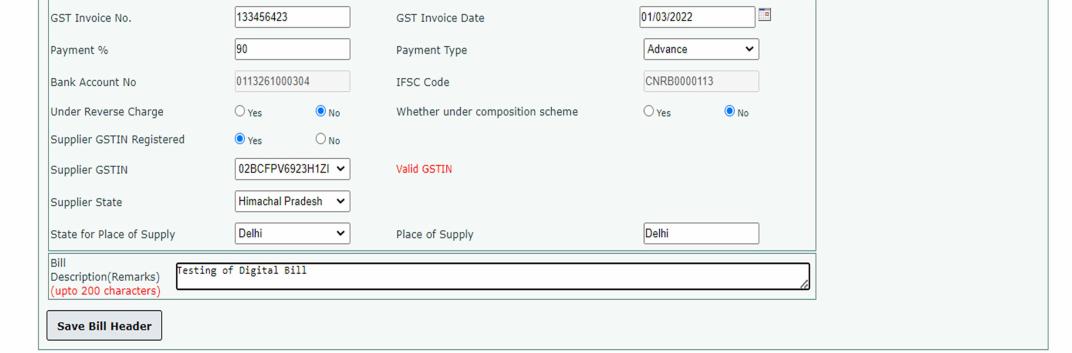 GST Invoice No. 133456423 GST Invoice Date 01/03/2022
Payment % 90 Payment Type Advance
Bank Account No 0113261000304 IFSC Code CNRB0000113
Under Reverse Charge Yes No Whether under composition scheme Yes No
Supplier GSTIN Registered Yes No
Supplier GSTIN 02BCFPV6923H1ZI Valid GSTIN
Supplier State Himachal Pradesh
State for Place of Supply Delhi Place of Supply Delhi
Bill
Description(Remarks) Testing of Digital Bill
(upto 200 characters)
Save Bill Header